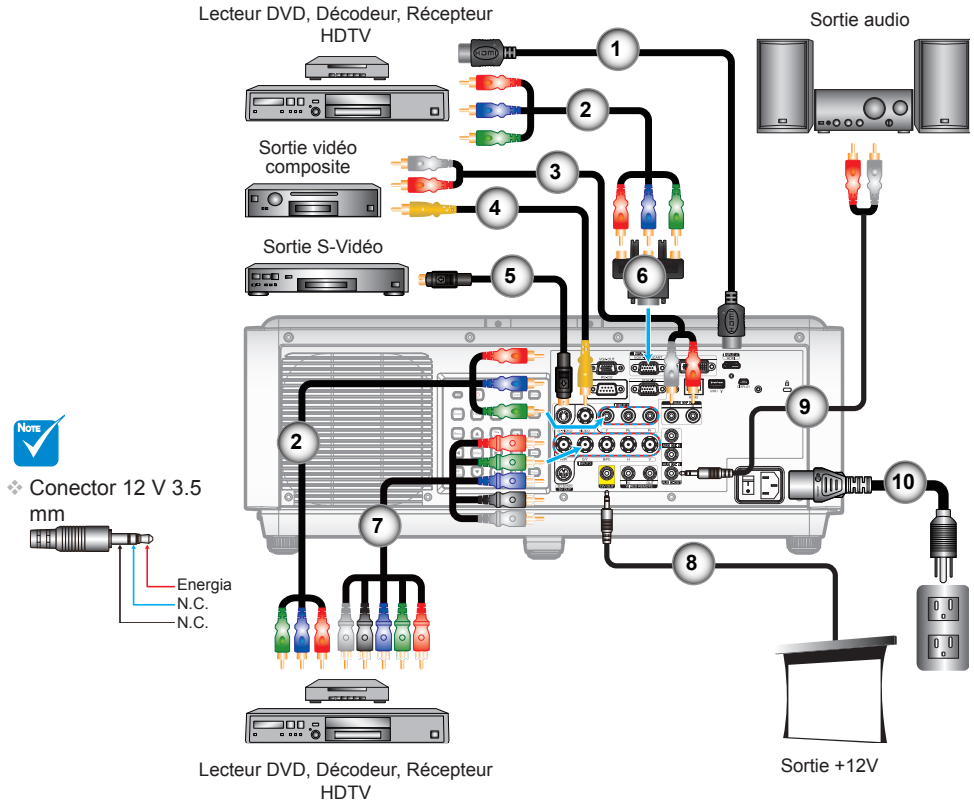 Lecteur DVD, Décodeur, Récepteur
HDTV
Sortie audio
HDMI
1
2
Sortie vidéo
composite
3
4
Sortie S-Vidéo
5
6
9
2
NOTE
Conector 12 V 3.5
mm
Energia
N.C.
N.C.
7
10
8
Lecteur DVD, Décodeur, Récepteur
HDTV
Sortie +12V